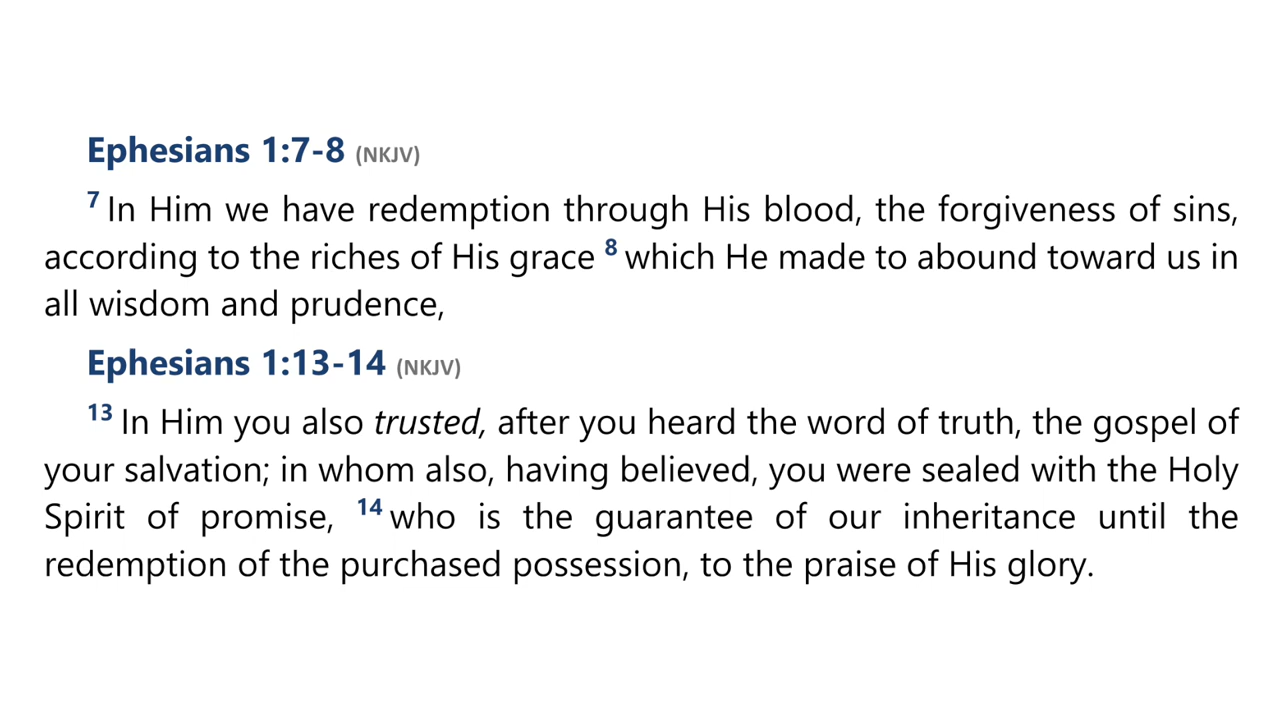 Ephesians 1:7-8 (NKJV)
7 In Him we have redemption through His blood, the forgiveness of sins,
according to the riches of His grace 8 which He made to abound toward us in
all wisdom and prudence,
Ephesians 1:13-14 (NKJV)
13 In Him you also trusted, after you heard the word of truth, the gospel of
your salvation; in whom also, having believed, you were sealed with the Holy
Spirit of promise, 14 who is the guarantee of our inheritance until the
redemption of the purchased possession, to the praise of His glory.